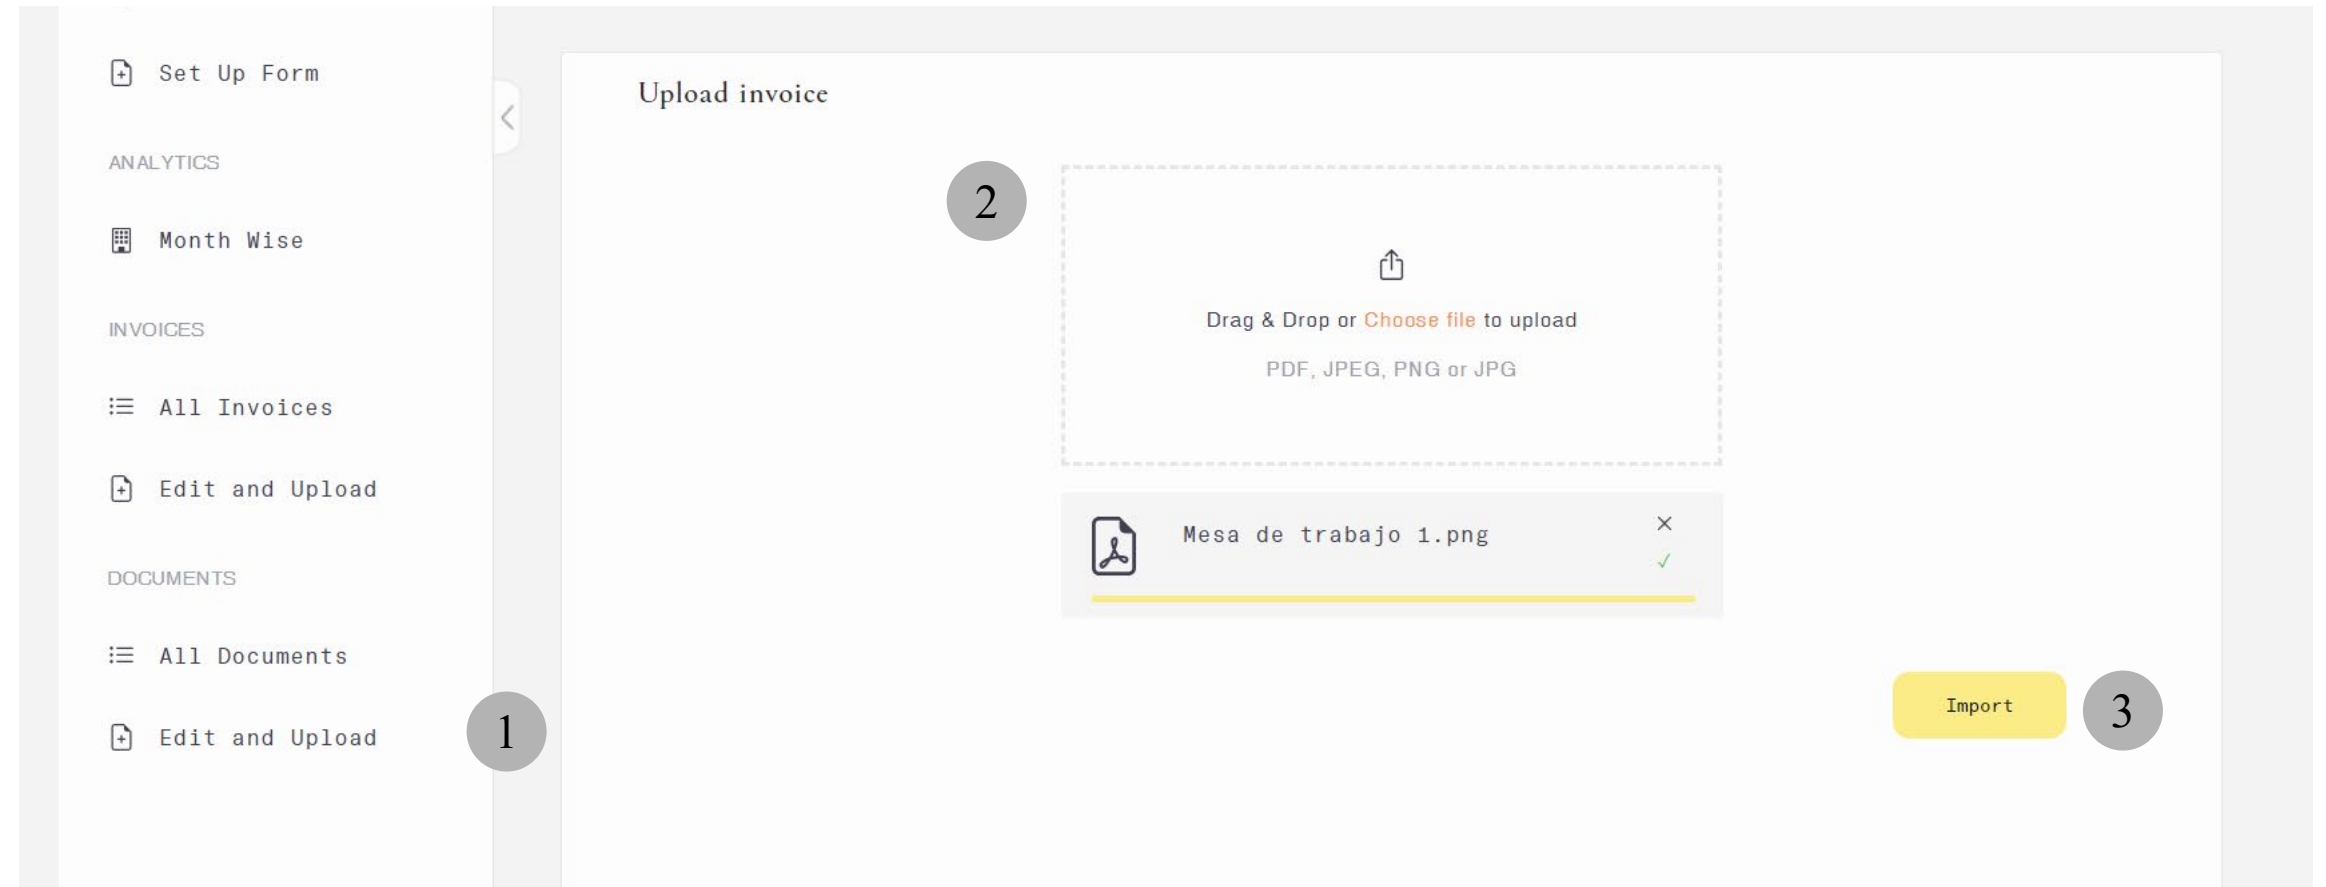 Set Up Form
ANALYTICS
Month Wise
INVOICES
All Invoices
Edit and Upload
DOCUMENTS
All Documents
Edit and Upload
1
Upload invoice
2
Drag & Drop or Choose file to upload
PDF, JPEG, PNG or JPG
Mesa de trabajo 1.png
Import
3